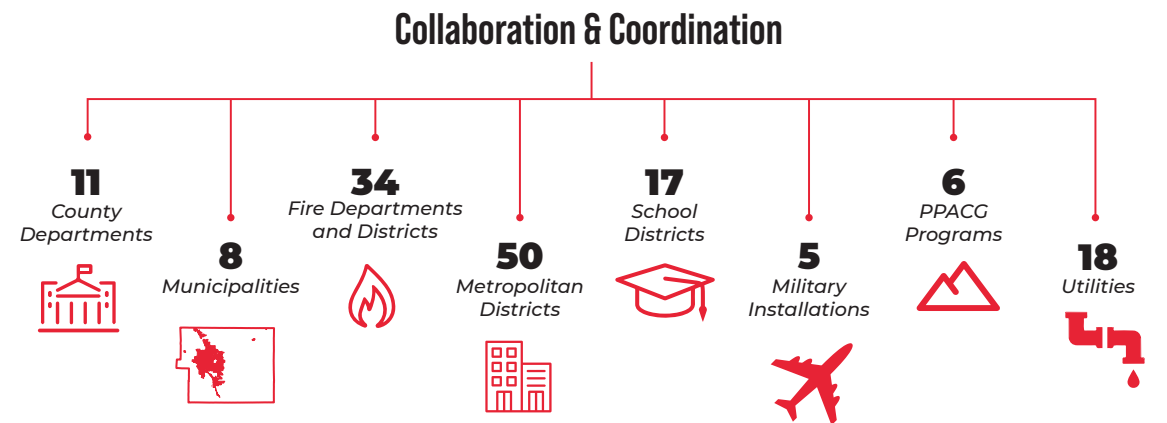 Collaboration & Coordination
11
County
Departments
8
Municipalities
34
Fire Departments
and Districts
50
Metropolitan
Districts
17
School
Districts
5
Military
Installations
6
PPACG
Programs
18
Utilities